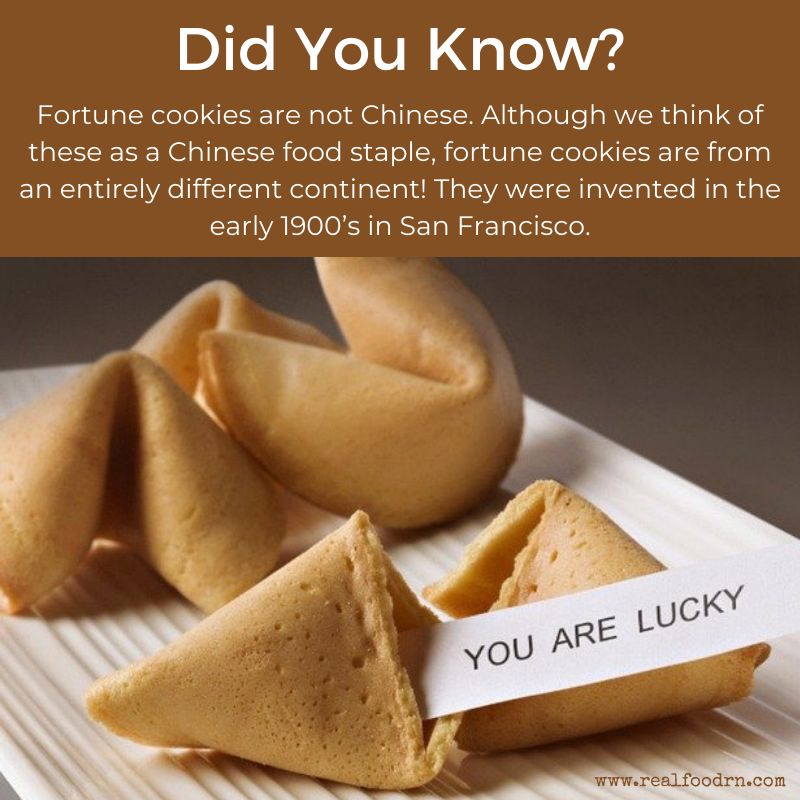 Did You Know?
Fortune cookies are not Chinese. Although we think of
these as a Chinese food staple, fortune cookies are from
an entirely different continent! They were invented in the
early 1900’s in San Francisco.
YOU ARE LUCKY
www.realfoodrn.com